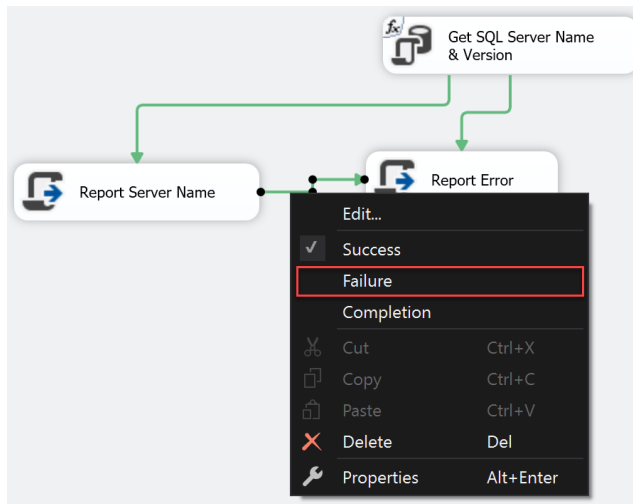 fx
Get SQL Server Name
& Version
Report Server Name
Report Error
Edit...
Success
Failure
Completion
Cut Ctrl+X
Copy Ctrl+C
Paste Ctrl+V
Delete Del
Properties Alt+Enter